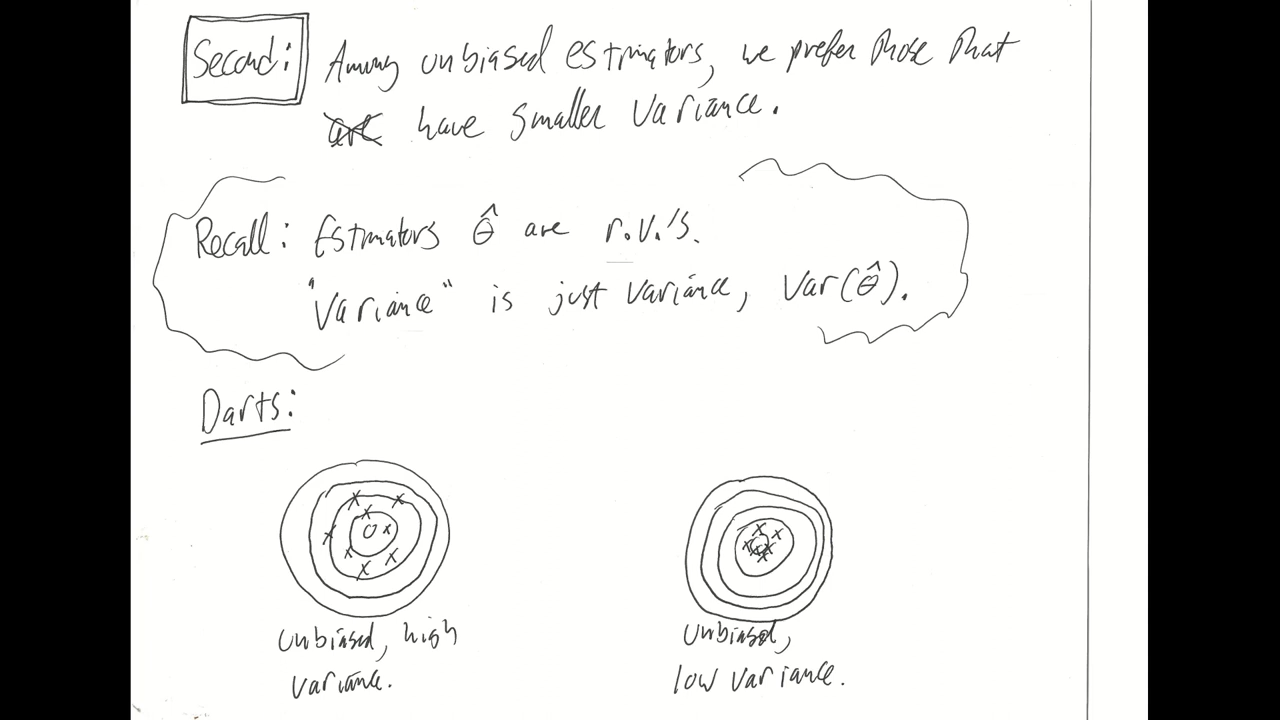 Second: Among unbiased estimators, we prefer those that
are have smaller variance.
Recall: Estimators θ̂ are r.v.'s.
"Variance" is just variance, Var(θ̂).
Darts:
Unbiased, high
variance.
Unbiased,
low variance.